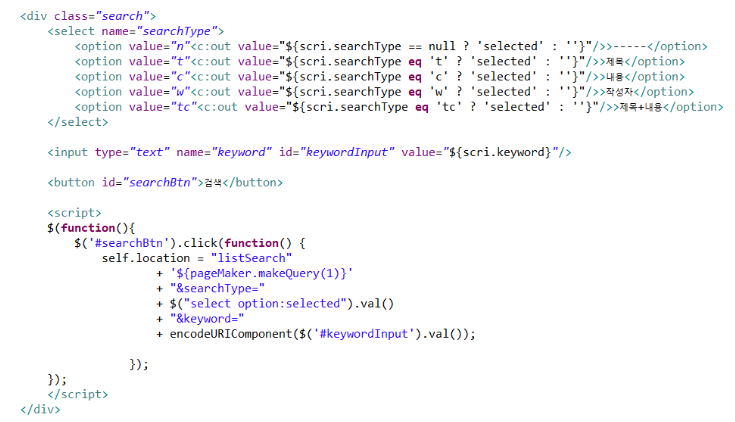 <div class="search">
<select name="searchType">
<option value="n"<c:out value="${scri.searchType == null ? 'selected' : ''}"/>>-----</option>
<option value="t"<c:out value="${scri.searchType eq 't' ? 'selected' : ''}"/>>제목</option>
<option value="c"<c:out value="${scri.searchType eq 'c' ? 'selected' : ''}"/>>내용</option>
<option value="w"<c:out value="${scri.searchType eq 'w' ? 'selected' : ''}"/>>작성자</option>
<option value="tc"<c:out value="${scri.searchType eq 'tc' ? 'selected' : ''}"/>>제목+내용</option>
</select>
<input type="text" name="keyword" id="keywordInput" value="${scri.keyword}"/>
<button id="searchBtn">검색</button>
<script>
$(function(){
$('#searchBtn').click(function() {
self.location = "listSearch"
+ '${pageMaker.makeQuery(1)}'
+ "&searchType="
+ $("select option:selected").val()
+ "&keyword="
+ encodeURIComponent($('#keywordInput').val());
});
});
</script>
</div>